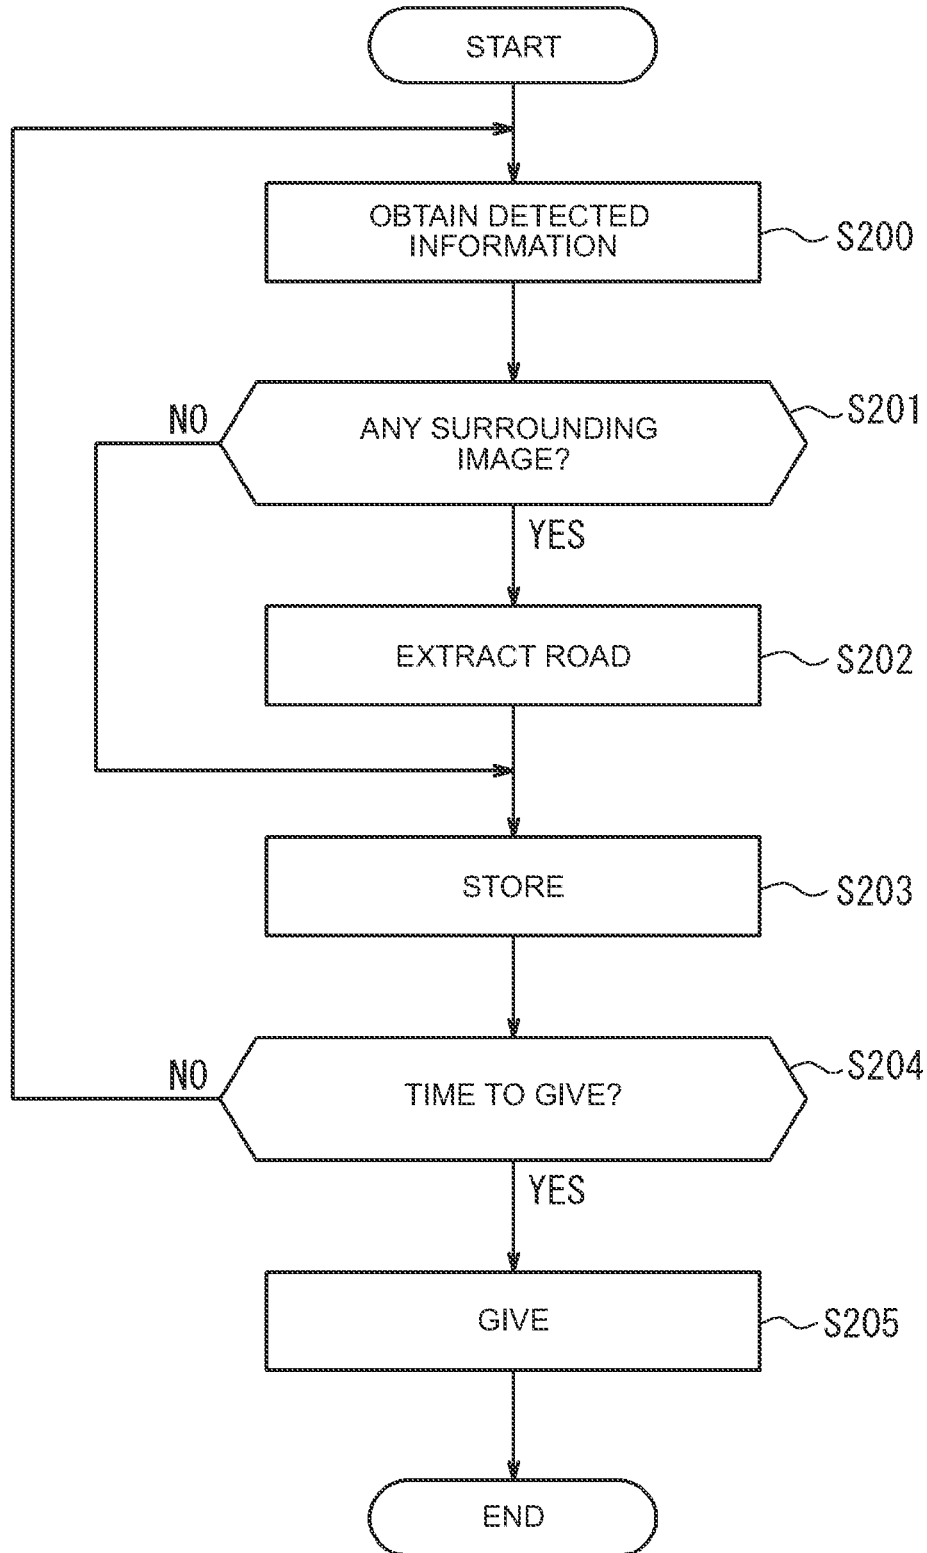 START
OBTAIN DETECTED
INFORMATION
S200
ANY SURROUNDING
IMAGE?
S201
NO
YES
EXTRACT ROAD
S202
STORE
S203
TIME TO GIVE?
S204
NO
YES
GIVE
S205
END